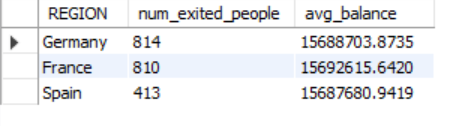 REGION num_exited_people avg_balance
Germany 814 15688703.8735
France 810 15692615.6420
Spain 413 15687680.9419